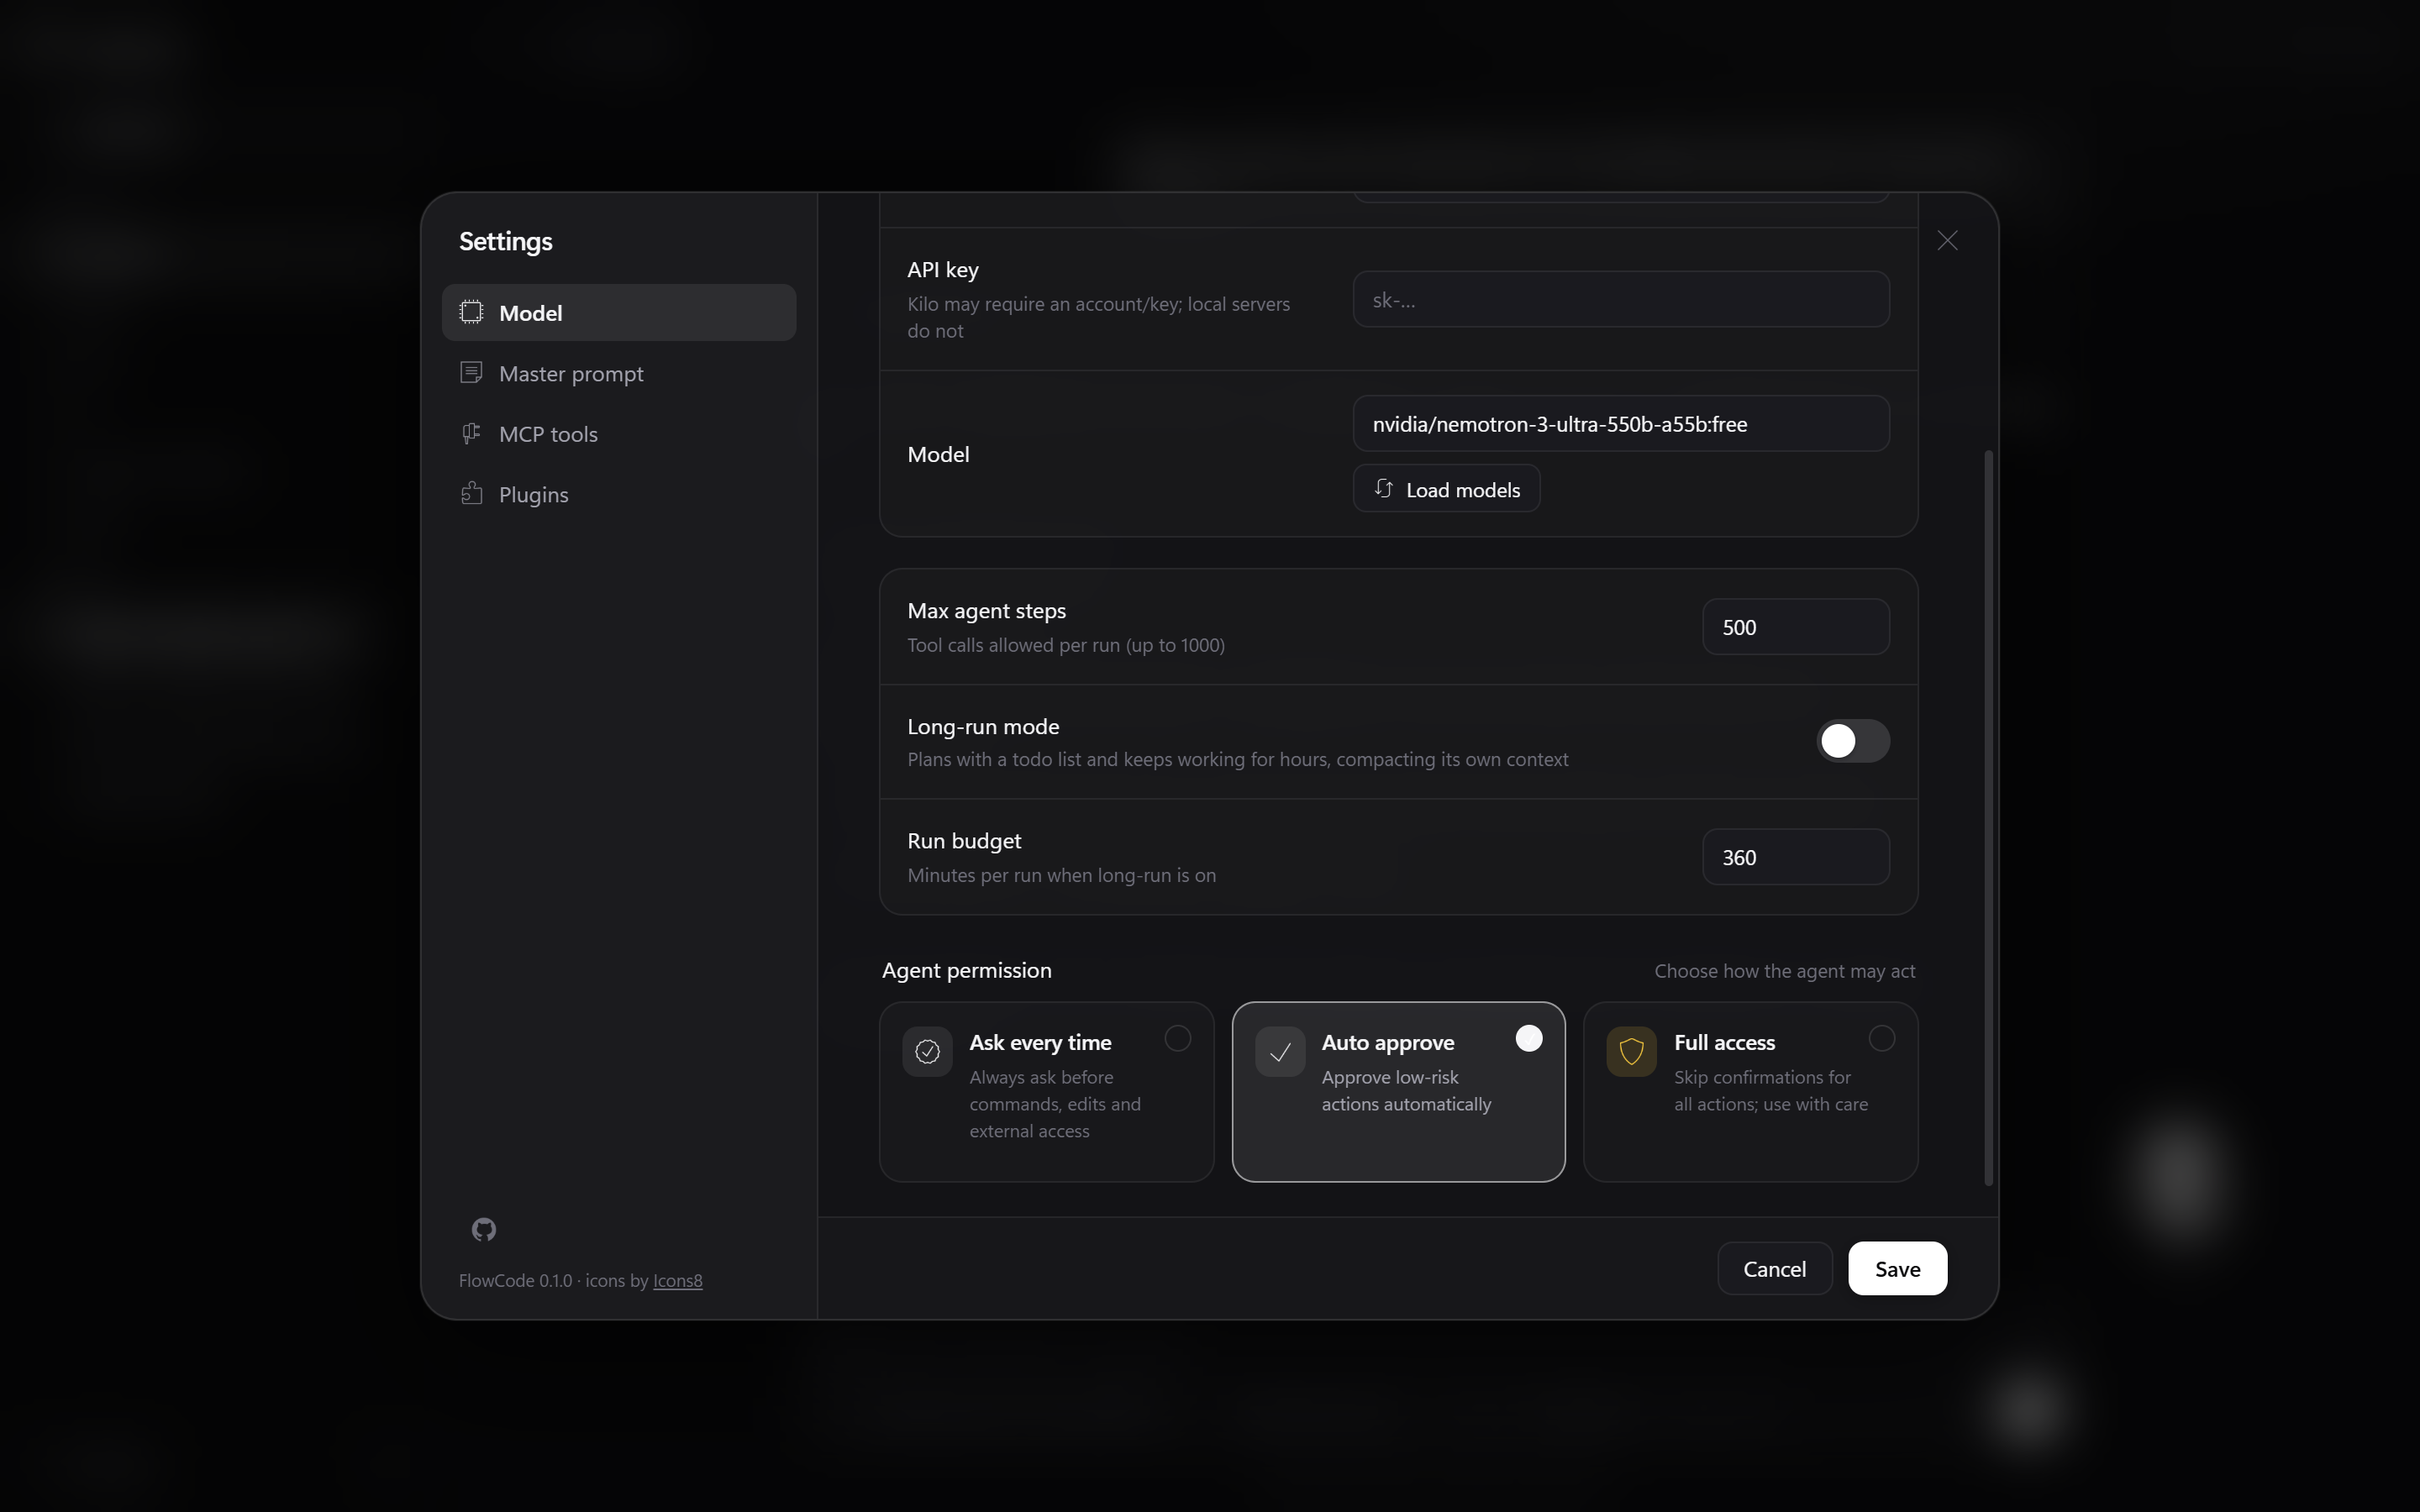 Settings
Model
Master prompt
MCP tools
Plugins
FlowCode 0.1.0 · icons by Icons8
API key
Kilo may require an account/key; local servers
do not
sk-...
Model
nvidia/nemotron-3-ultra-550b-a55b:free
Load models
Max agent steps
Tool calls allowed per run (up to 1000)
500
Long-run mode
Plans with a todo list and keeps working for hours, compacting its own context
Run budget
Minutes per run when long-run is on
360
Agent permission
Choose how the agent may act
Ask every time
Always ask before
commands, edits and
external access
Auto approve
Approve low-risk
actions automatically
Full access
Skip confirmations for
all actions; use with care
Cancel
Save